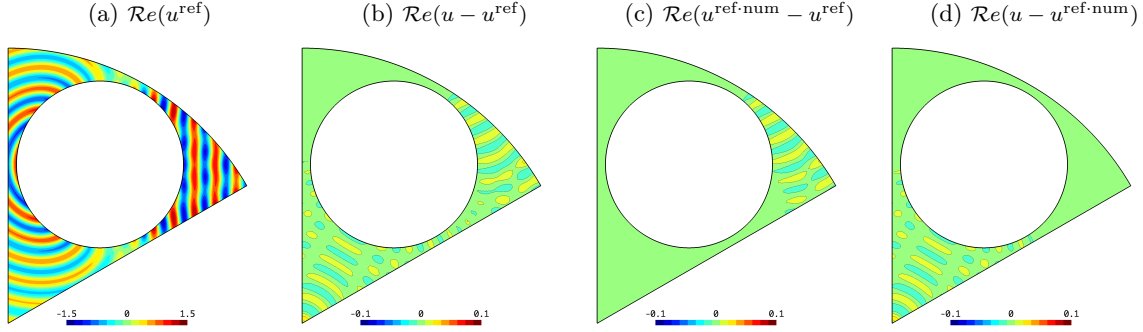 (a) ℛe(u^ref) (b) ℛe(u − u^ref) (c) ℛe(u^ref·num − u^ref) (d) ℛe(u − u^ref·num)
-1.5 0 1.5 -0.1 0 0.1 -0.1 0 0.1 -0.1 0 0.1